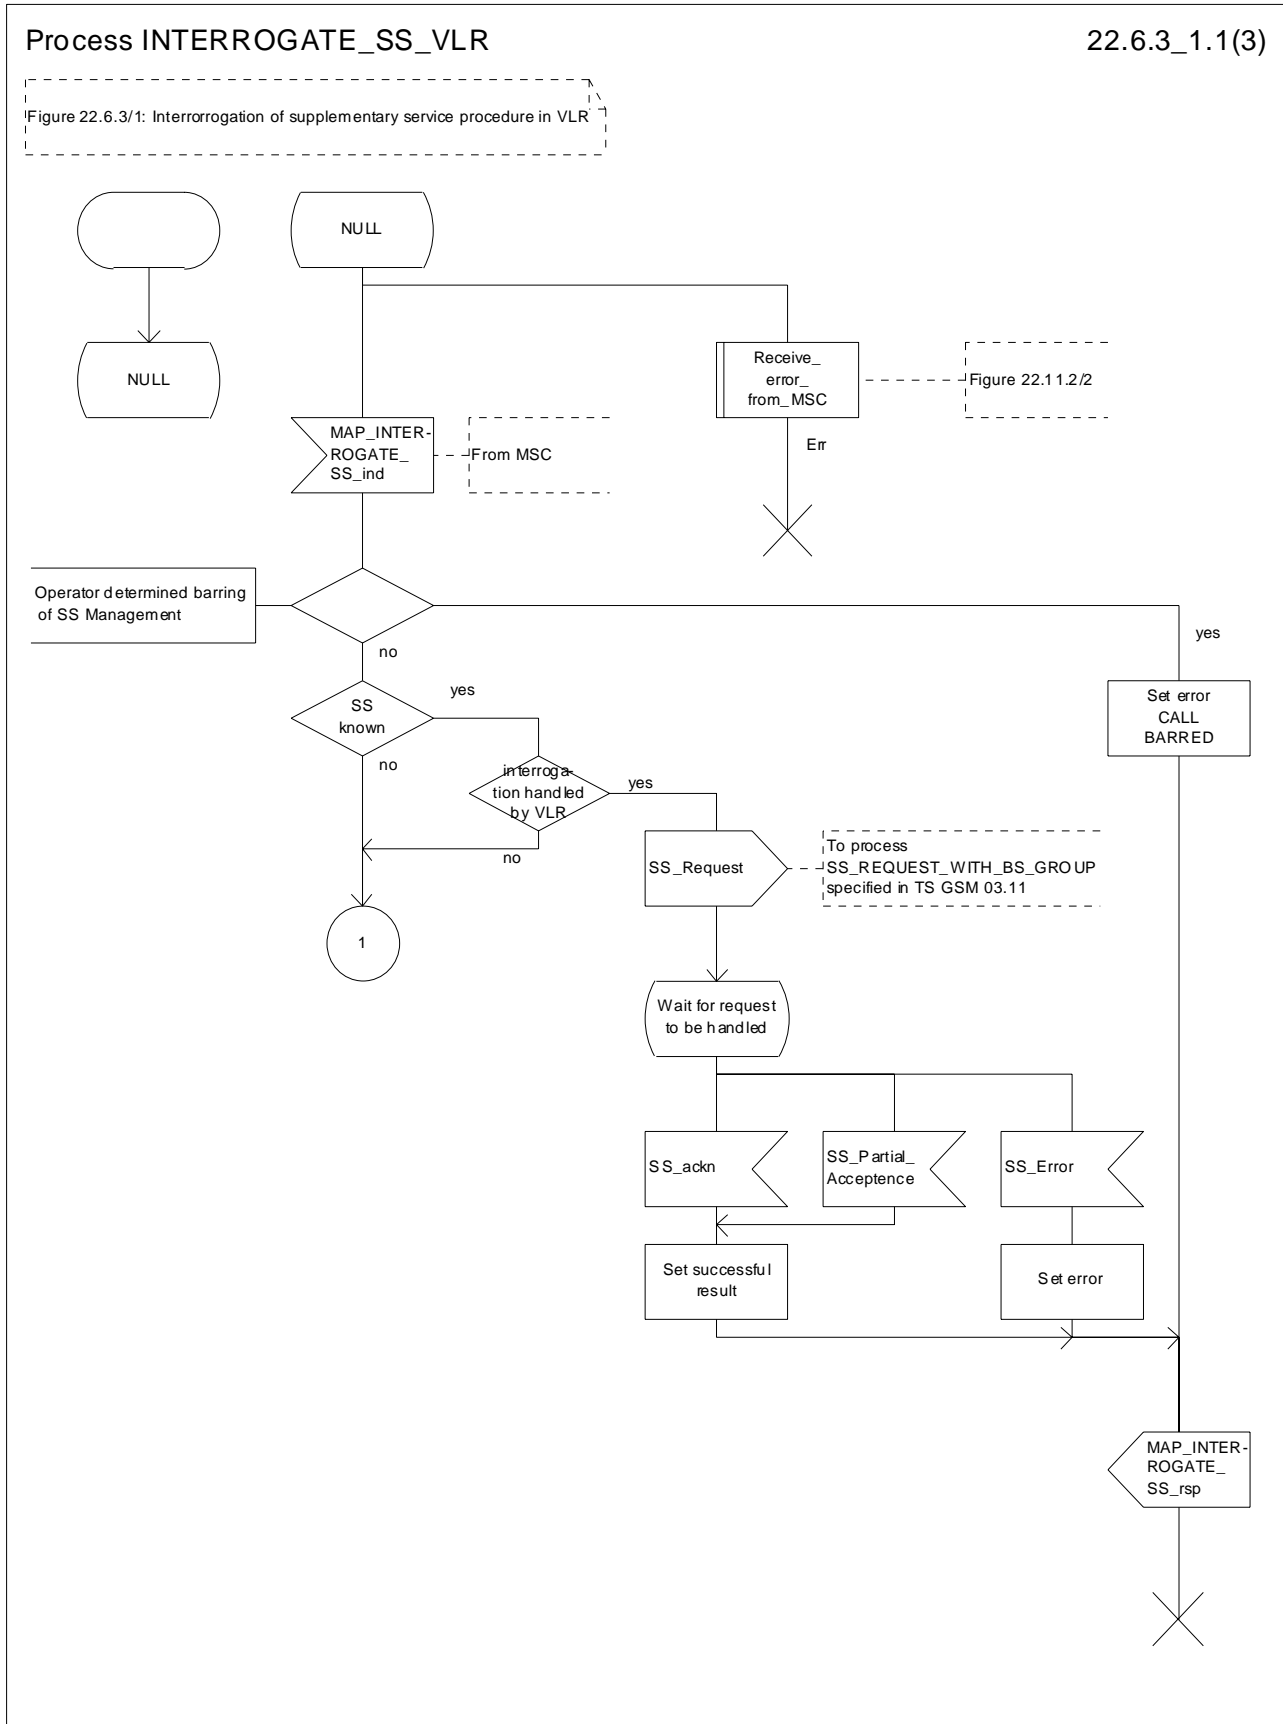 Process INTERROGATE_SS_VLR
22.6.3_1.1(3)
Figure 22.6.3/1: Interrorrogation of supplementary service procedure in VLR
NULL
NULL
Receive_
error_
from_MSC
Figure 22.11.2/2
MAP_INTER-
ROGATE_
SS_ind
From MSC
Err
Operator determined barring
of SS Management
yes
no
SS
known
yes
no
Set error
CALL
BARRED
interroga-
tion handled
by VLR
yes
no
SS_Request
To process
SS_REQUEST_WITH_BS_GROUP
specified in TS GSM 03.11
1
Wait for request
to be handled
SS_ackn
SS_Partial_
Acceptence
SS_Error
Set successful
result
Set error
MAP_INTER-
ROGATE_
SS_rsp